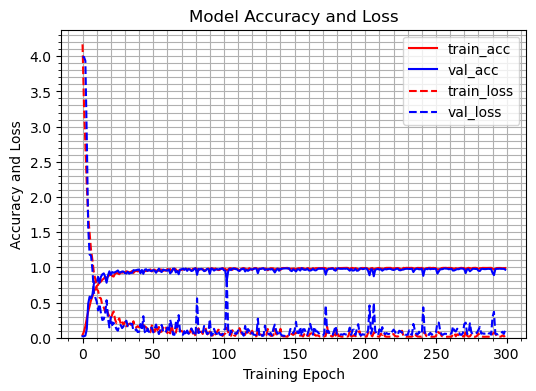 Model Accuracy and Loss
Accuracy and Loss
4.0
3.5
3.0
2.5
2.0
1.5
1.0
0.5
0.0
train_acc
val_acc
train_loss
val_loss
0 50 100 150 200 250 300
Training Epoch